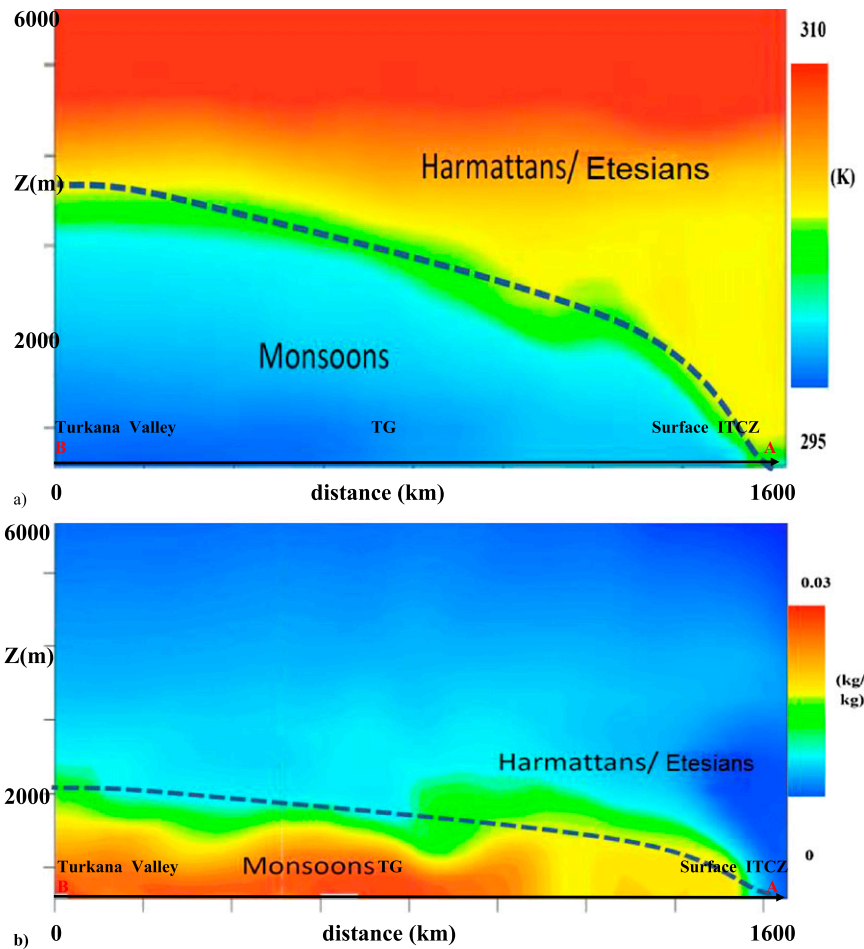 6000
310
Harmattans/ Etesians
Z(m)
(K)
2000
Monsoons
Turkana Valley
TG
Surface ITCZ
295
B
A
a)
0
distance (km)
1600
6000
0.03
Z(m)
(kg/
kg)
Harmattans/ Etesians
2000
Turkana Valley
Monsoons TG
Surface ITCZ
0
B
A
0
distance (km)
1600
b)